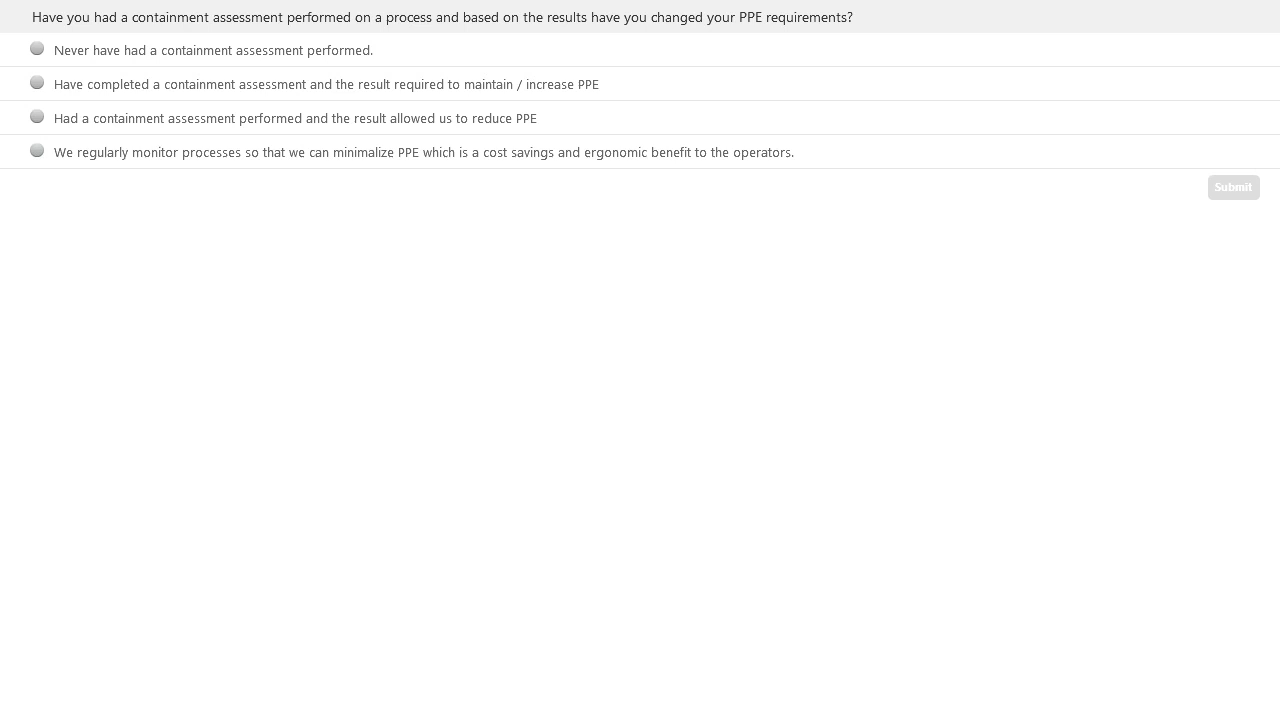 Have you had a containment assessment performed on a process and based on the results have you changed your PPE requirements?
Never have had a containment assessment performed.
Have completed a containment assessment and the result required to maintain / increase PPE
Had a containment assessment performed and the result allowed us to reduce PPE
We regularly monitor processes so that we can minimalize PPE which is a cost savings and ergonomic benefit to the operators.
Submit